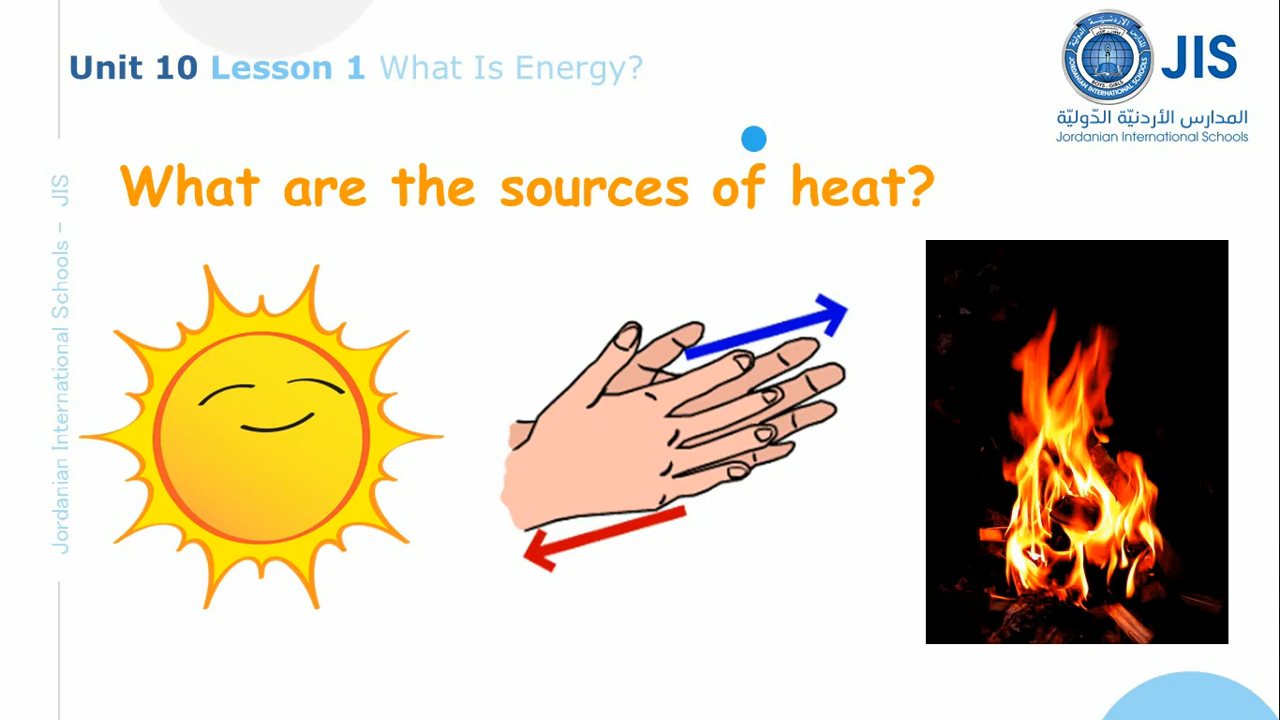 Unit 10 Lesson 1 What Is Energy?
JIS
المدارس الأردنيّة الدّوليّة
Jordanian International Schools
What are the sources of heat?
Jordanian International Schools – JIS